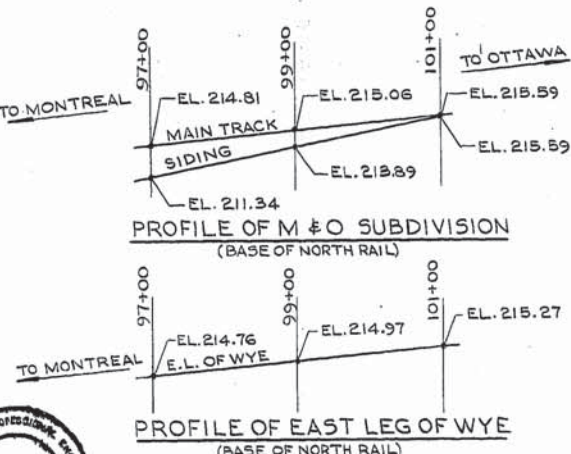 97+00
99+00
101+00
TO OTTAWA
TO MONTREAL
EL. 214.81
EL. 215.06
EL. 215.59
MAIN TRACK
SIDING
EL. 215.59
EL. 213.89
EL. 211.34
PROFILE OF M & O SUBDIVISION
(BASE OF NORTH RAIL)
97+00
99+00
101+00
EL. 214.76
EL. 214.97
EL. 215.27
TO MONTREAL
E.L. OF WYE
PROFILE OF EAST LEG OF WYE
(BASE OF NORTH RAIL)